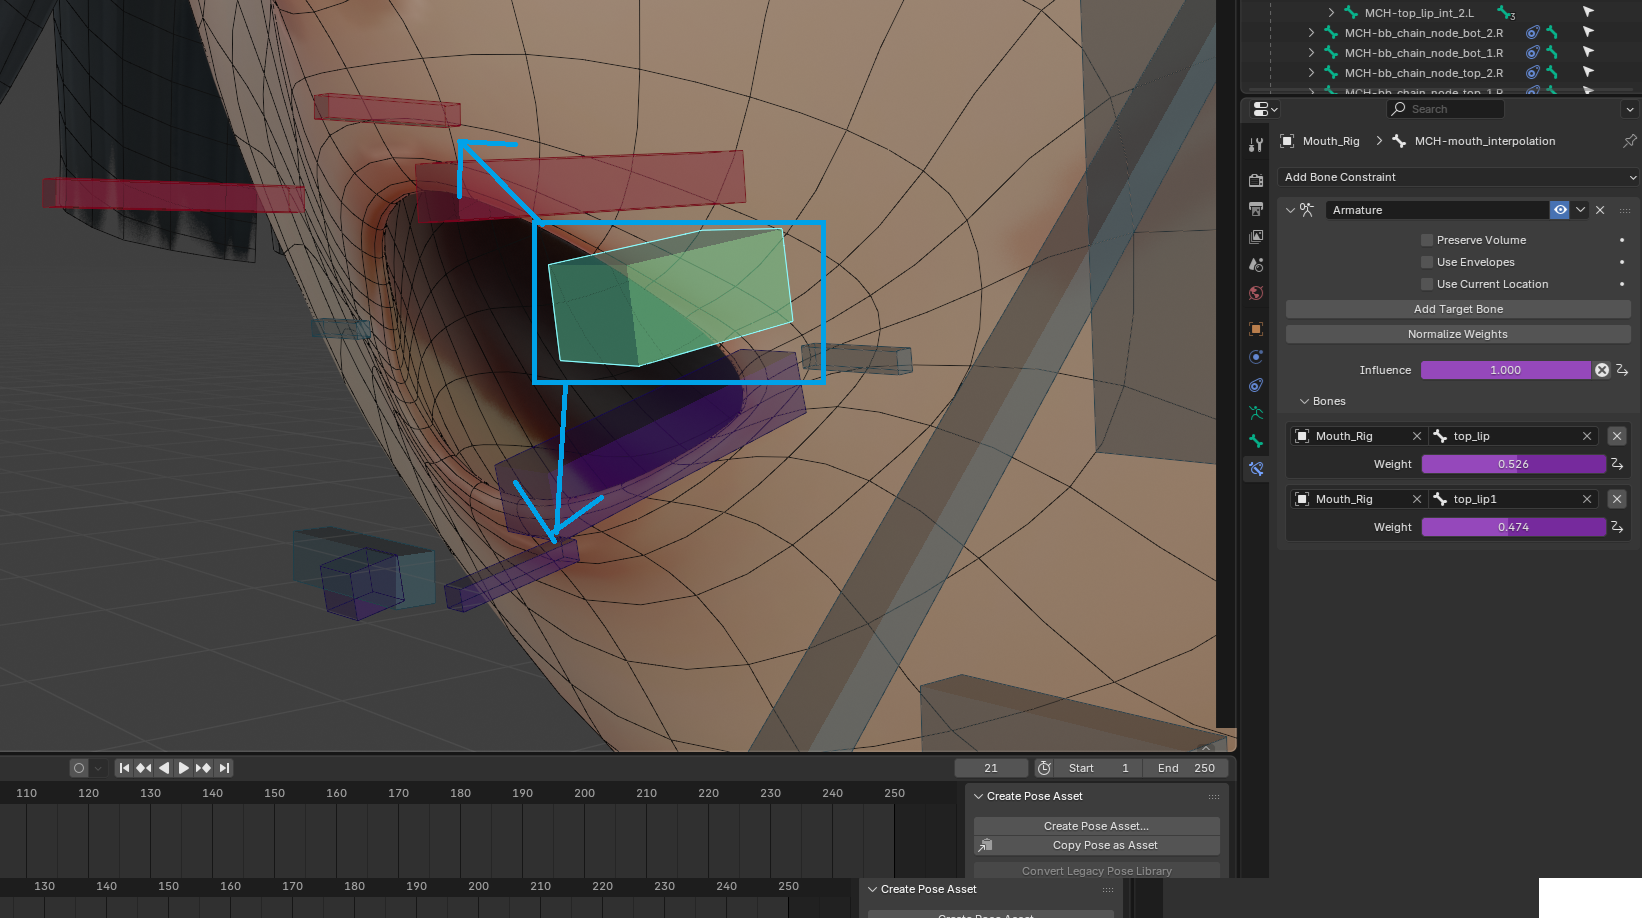 MCH-top_lip_int_2.L 3
MCH-bb_chain_node_bot_2.R
MCH-bb_chain_node_bot_1.R
MCH-bb_chain_node_top_2.R
MCH-bb_chain_node_top_1.R
Search
Mouth_Rig > MCH-mouth_interpolation
Add Bone Constraint
Armature
Preserve Volume
Use Envelopes
Use Current Location
Add Target Bone
Normalize Weights
Influence 1.000
Bones
Mouth_Rig top_lip
Weight 0.526
Mouth_Rig top_lip1
Weight 0.474
21 Start 1 End 250
110 120 130 140 150 160 170 180 190 200 210 220 230 240 250
Create Pose Asset
Create Pose Asset...
Copy Pose as Asset
Convert Legacy Pose Library
130 140 150 160 170 180 190 200 210 220 230 240 250
Create Pose Asset
Create Pose Asset